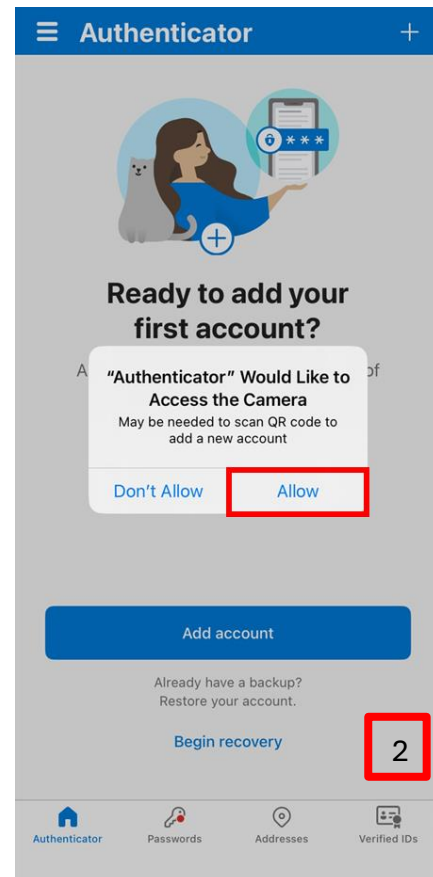 Authenticator
* * *
Ready to add your
first account?
A of
“Authenticator” Would Like to
Access the Camera
May be needed to scan QR code to
add a new account
Don’t Allow Allow
Add account
Already have a backup?
Restore your account.
Begin recovery
2
Authenticator Passwords Addresses Verified IDs